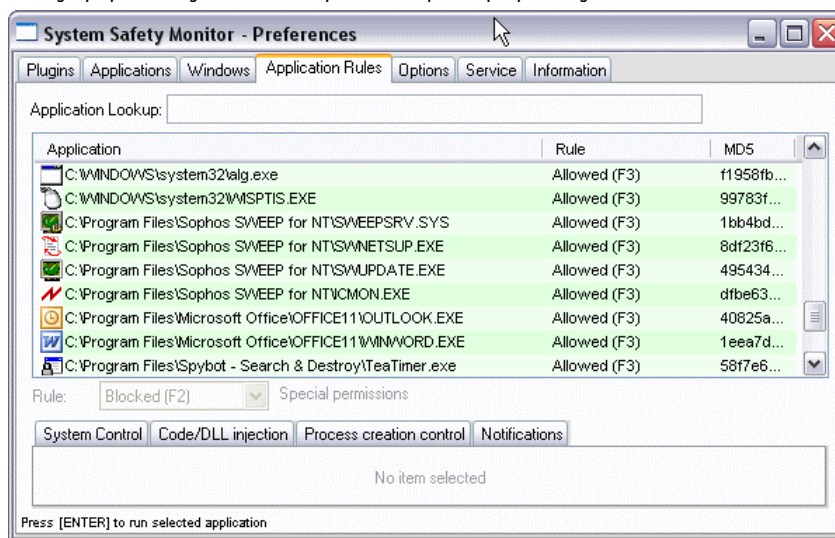 System Safety Monitor - Preferences
Plugins Applications Windows Application Rules Options Service Information
Application Lookup:
Application Rule MD5
C:\WINDOWS\system32\alg.exe Allowed (F3) f1958fb...
C:\WINDOWS\system32\WISPTIS.EXE Allowed (F3) 99783f...
C:\Program Files\Sophos SWEEP for NT\SWEEPSRV.SYS Allowed (F3) 1bb4bd...
C:\Program Files\Sophos SWEEP for NT\SWNETSUP.EXE Allowed (F3) 8df23f6...
C:\Program Files\Sophos SWEEP for NT\SWUPDATE.EXE Allowed (F3) 495434...
C:\Program Files\Sophos SWEEP for NT\ICMON.EXE Allowed (F3) dfbe63...
C:\Program Files\Microsoft Office\OFFICE11\OUTLOOK.EXE Allowed (F3) 40825a...
C:\Program Files\Microsoft Office\OFFICE11\WINWORD.EXE Allowed (F3) 1eea7d...
C:\Program Files\Spybot - Search & Destroy\TeaTimer.exe Allowed (F3) 58f7e6...
Rule: Blocked (F2) Special permissions
System Control Code/DLL injection Process creation control Notifications
No item selected
Press [ENTER] to run selected application